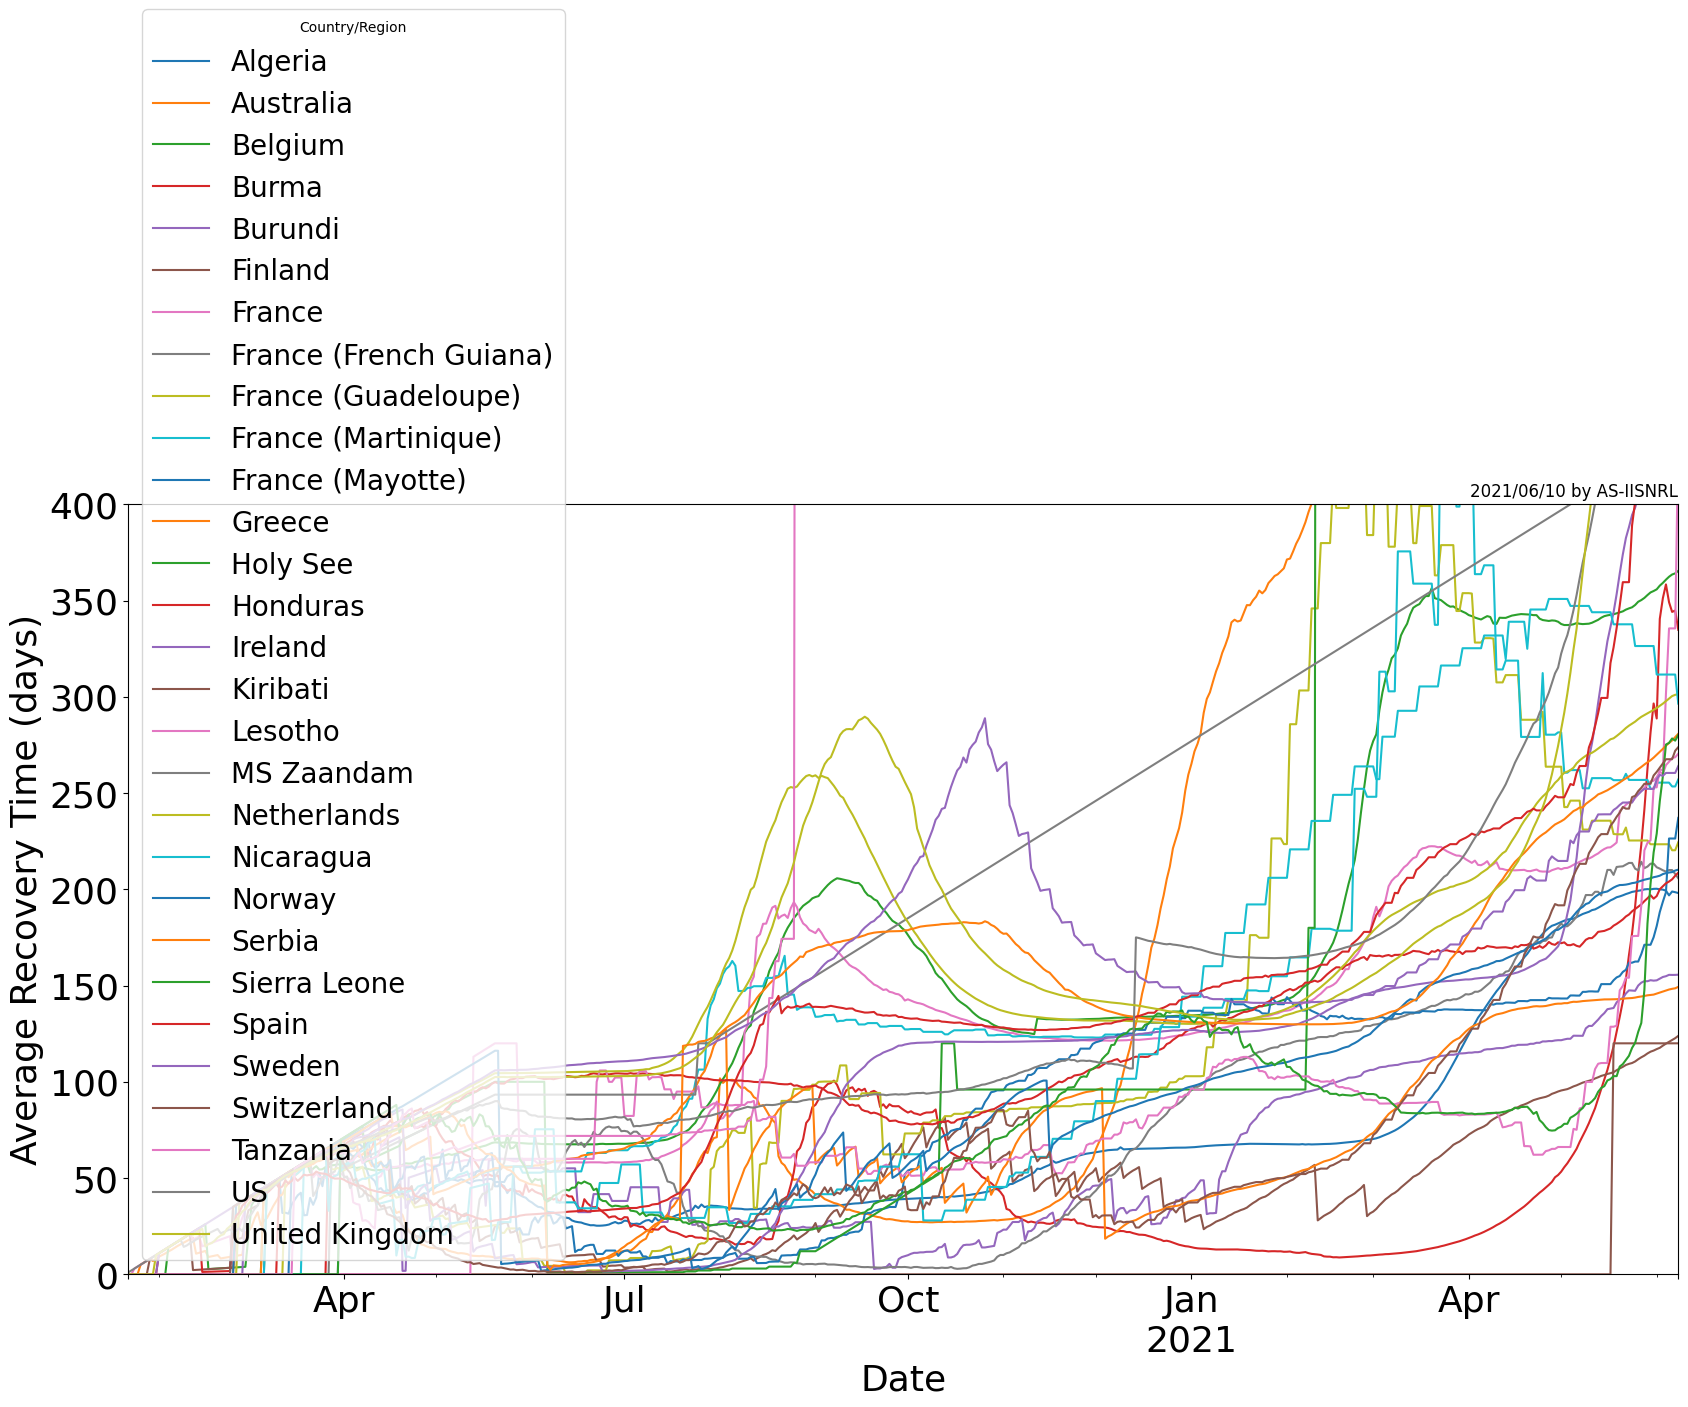 Country/Region
Algeria
Australia
Belgium
Burma
Burundi
Finland
France
France (French Guiana)
France (Guadeloupe)
France (Martinique)
France (Mayotte)
Greece
Holy See
Honduras
Ireland
Kiribati
Lesotho
MS Zaandam
Netherlands
Nicaragua
Norway
Serbia
Sierra Leone
Spain
Sweden
Switzerland
Tanzania
US
United Kingdom
2021/06/10 by AS-IISNRL
Average Recovery Time (days)
400
350
300
250
200
150
100
50
0
Apr
Jul
Oct
Jan
2021
Apr
Date